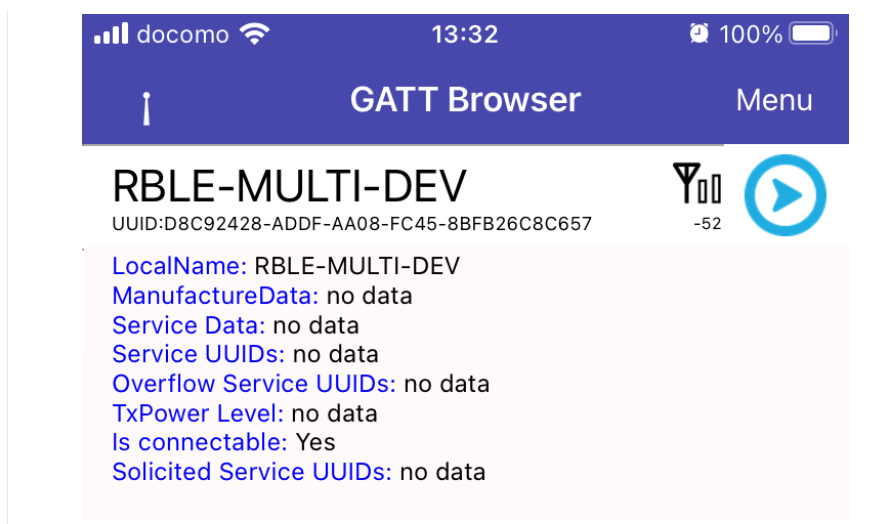 docomo 13:32 100%
GATT Browser Menu
RBLE-MULTI-DEV
UUID:D8C92428-ADDF-AA08-FC45-8BFB26C8C657 -52
LocalName: RBLE-MULTI-DEV
ManufactureData: no data
Service Data: no data
Service UUIDs: no data
Overflow Service UUIDs: no data
TxPower Level: no data
Is connectable: Yes
Solicited Service UUIDs: no data